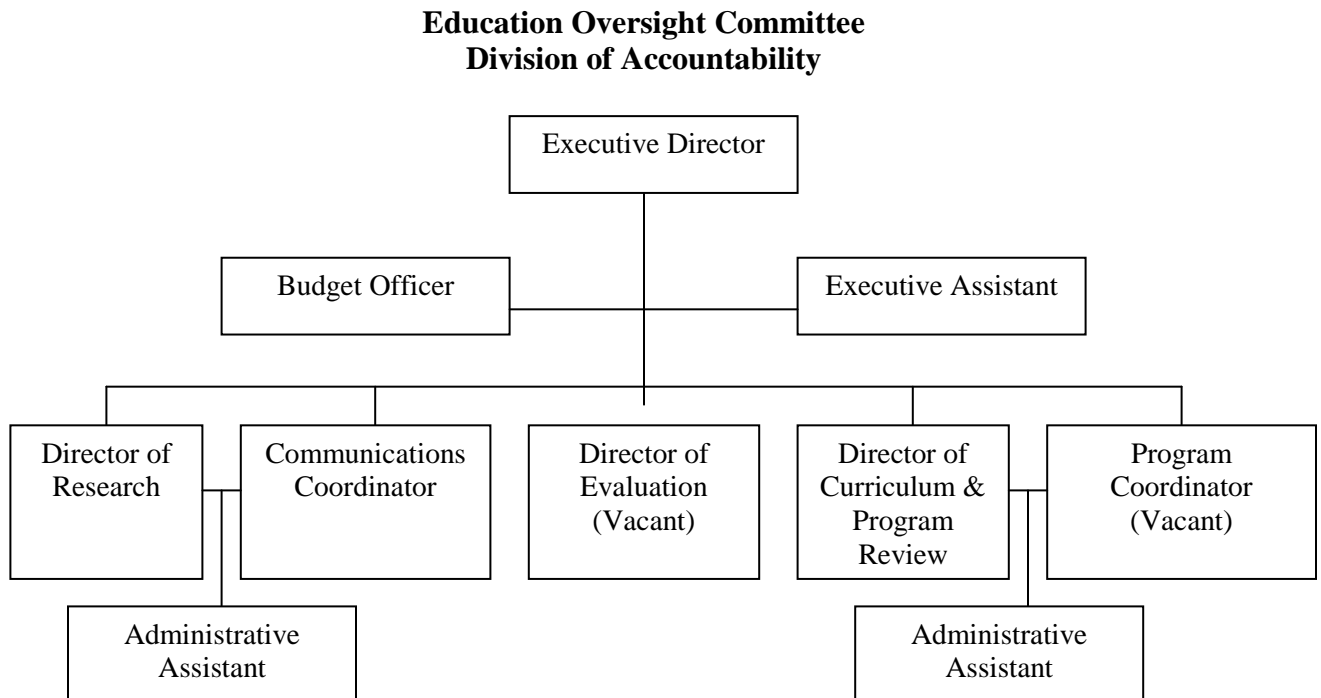 Education Oversight Committee
Division of Accountability
Executive Director
Budget Officer
Executive Assistant
Director of
Research
Communications
Coordinator
Director of
Evaluation
(Vacant)
Director of
Curriculum &
Program
Review
Program
Coordinator
(Vacant)
Administrative
Assistant
Administrative
Assistant